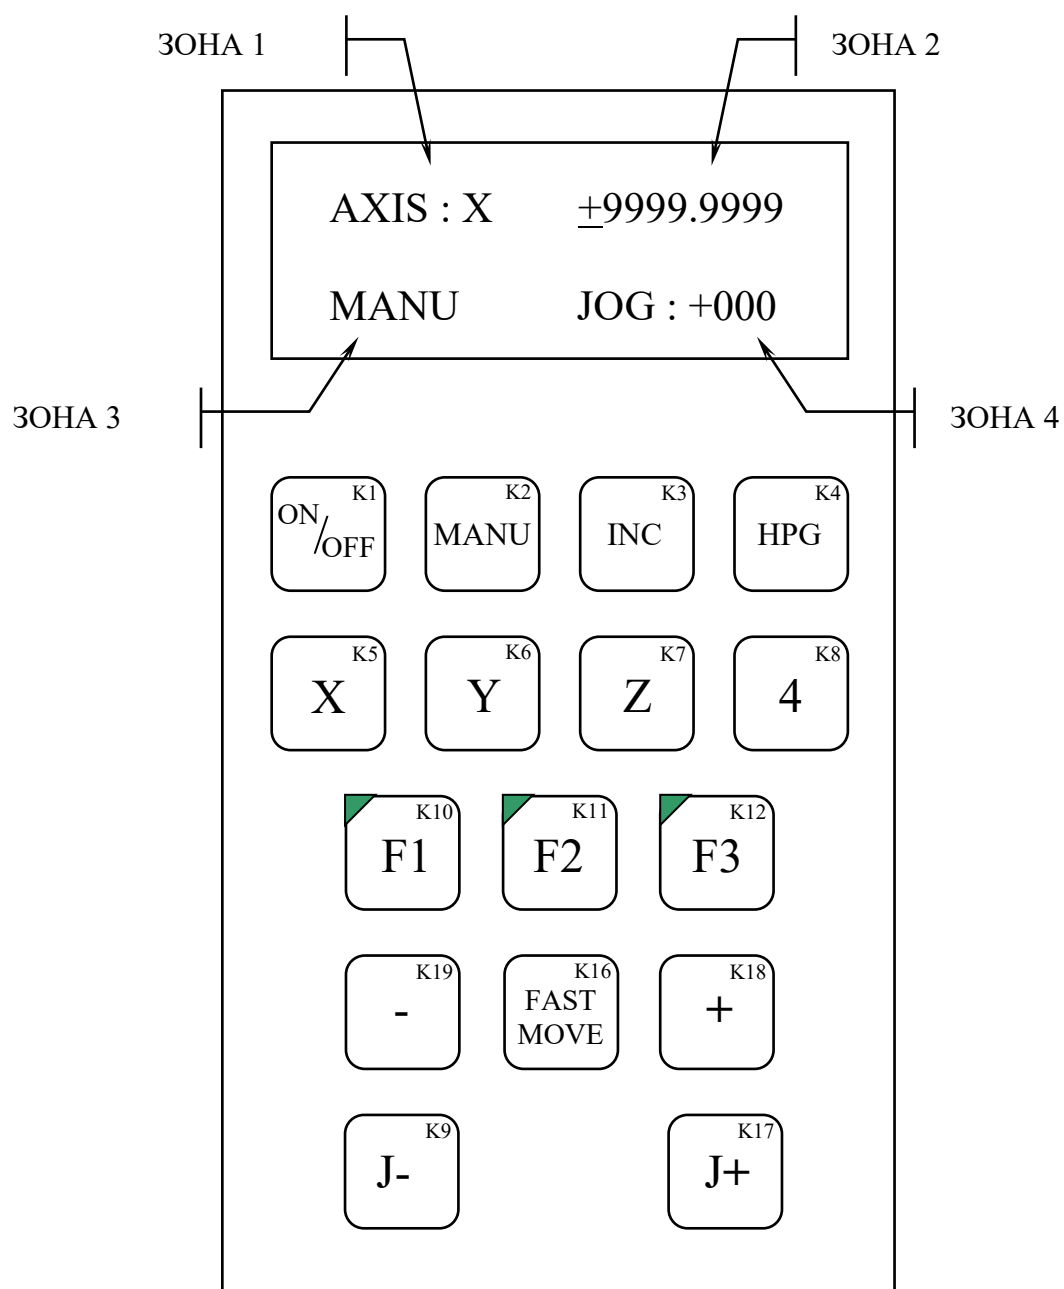 ЗОНА 1
ЗОНА 2
AXIS : X ±9999.9999
MANU JOG : +000
ЗОНА 3
ЗОНА 4
K1 K2 K3 K4
ON/OFF MANU INC HPG
K5 K6 K7 K8
X Y Z 4
K10 K11 K12
F1 F2 F3
K19 K16 K18
- FAST MOVE +
K9 K17
J- J+